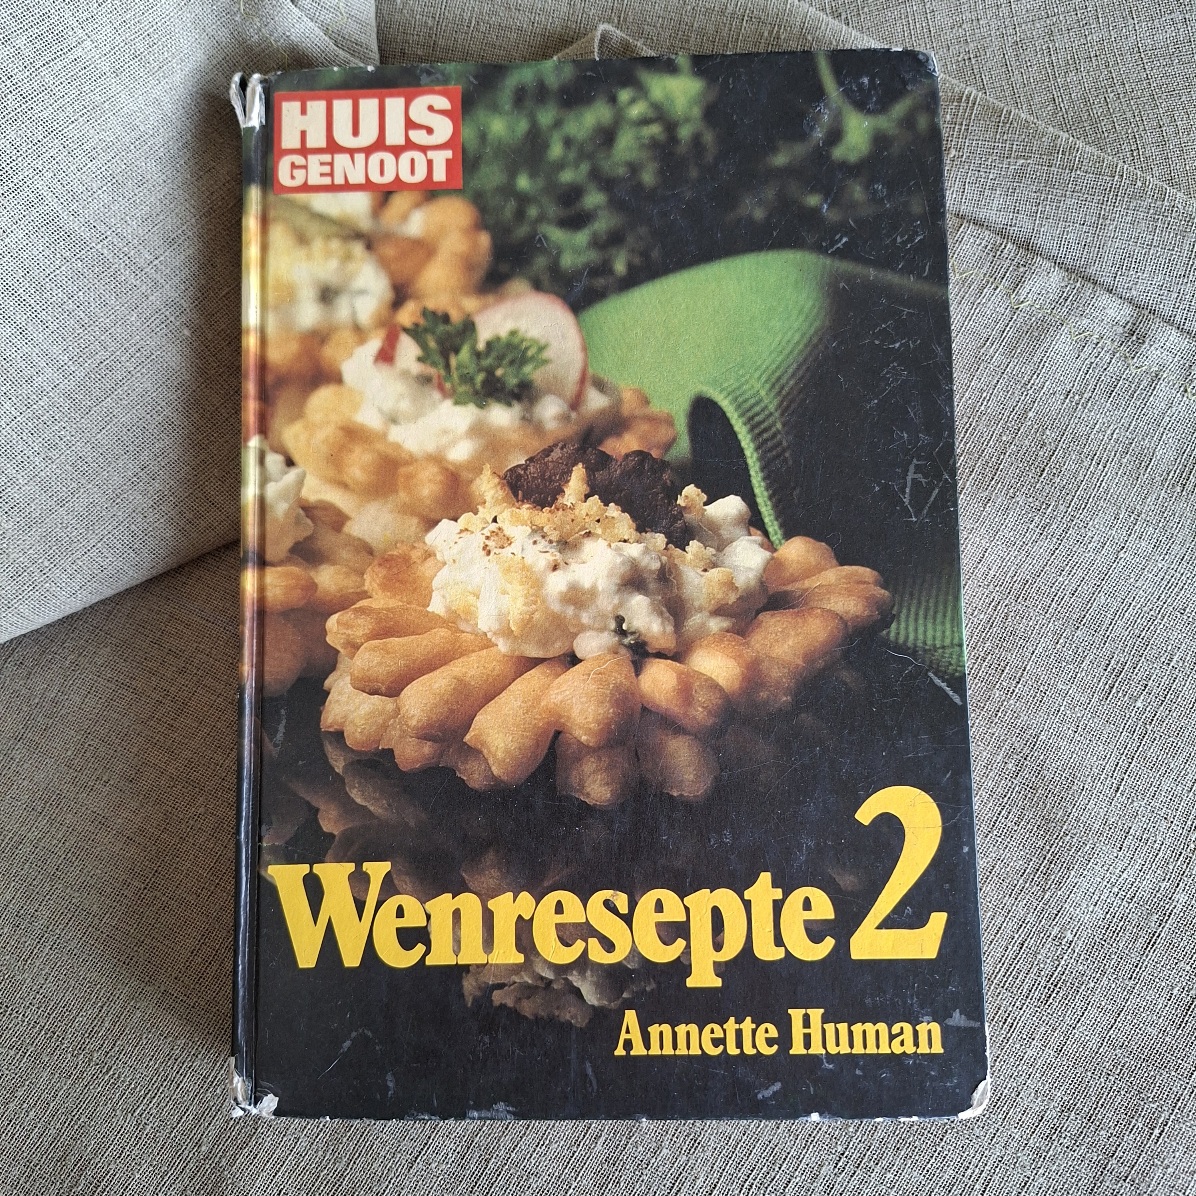 HUIS
GENOOT
Wenresepte 2
Annette Human